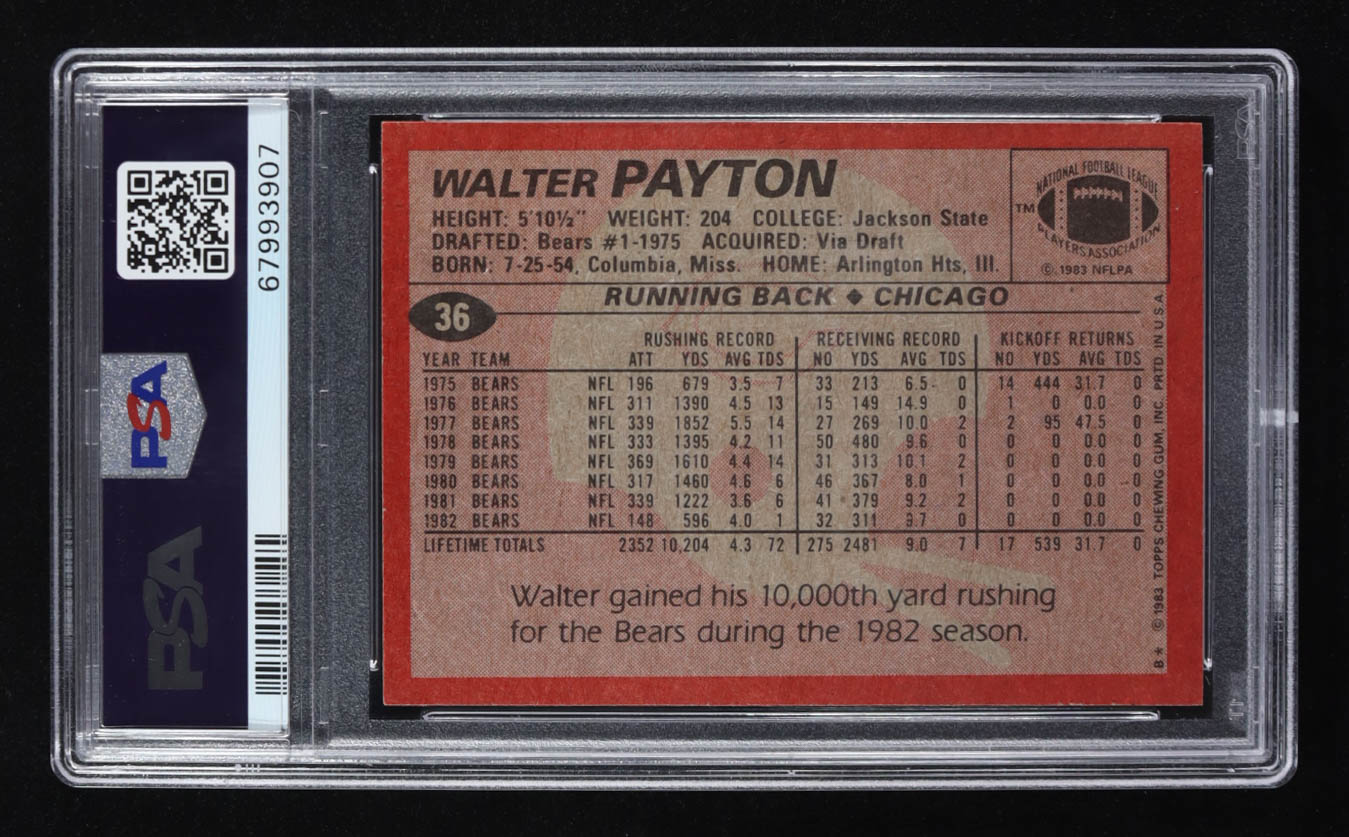 67993907
PSA
PSA
WALTER PAYTON
HEIGHT: 5'10½" WEIGHT: 204 COLLEGE: Jackson State
DRAFTED: Bears #1-1975 ACQUIRED: Via Draft
BORN: 7-25-54, Columbia, Miss. HOME: Arlington Hts, Ill.
NATIONAL FOOTBALL LEAGUE
TM
PLAYERS ASSOCIATION
© 1983 NFLPA
RUNNING BACK ◆ CHICAGO
36
RUSHING RECORD RECEIVING RECORD KICKOFF RETURNS
YEAR TEAM ATT YDS AVG TDS NO YDS AVG TDS NO YDS AVG TDS
1975 BEARS NFL 196 679 3.5 7 33 213 6.5 0 14 444 31.7 0
1976 BEARS NFL 311 1390 4.5 13 15 149 14.9 0 1 0 0.0 0
1977 BEARS NFL 339 1852 5.5 14 27 269 10.0 2 2 95 47.5 0
1978 BEARS NFL 333 1395 4.2 11 50 480 9.6 0 0 0 0.0 0
1979 BEARS NFL 369 1610 4.4 14 31 313 10.1 2 0 0 0.0 0
1980 BEARS NFL 317 1460 4.6 6 46 367 8.0 1 0 0 0.0 0
1981 BEARS NFL 339 1222 3.6 6 41 379 9.2 2 0 0 0.0 0
1982 BEARS NFL 148 596 4.0 1 32 311 9.7 0 0 0 0.0 0
LIFETIME TOTALS 2352 10,204 4.3 72 275 2481 9.0 7 17 539 31.7 0
Walter gained his 10,000th yard rushing
for the Bears during the 1982 season.
B* © 1983 TOPPS CHEWING GUM, INC. PRTD. IN U.S.A.
PSA